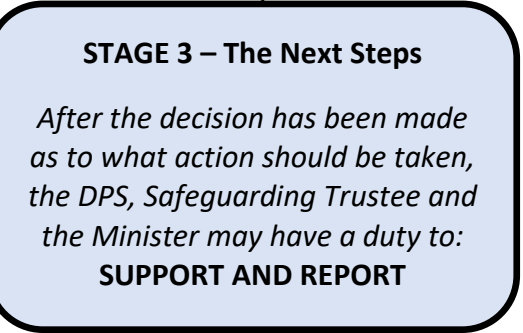 STAGE 3 – The Next Steps
After the decision has been made
as to what action should be taken,
the DPS, Safeguarding Trustee and
the Minister may have a duty to:
SUPPORT AND REPORT